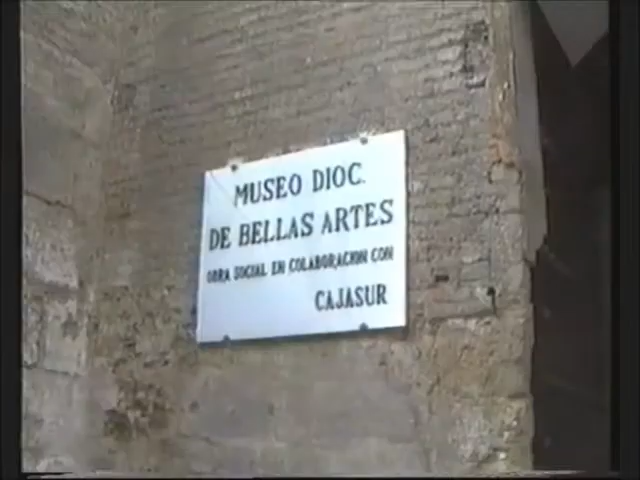 MUSEO DIOC.
DE BELLAS ARTES
OBRA SOCIAL EN COLABORACION CON
CAJASUR